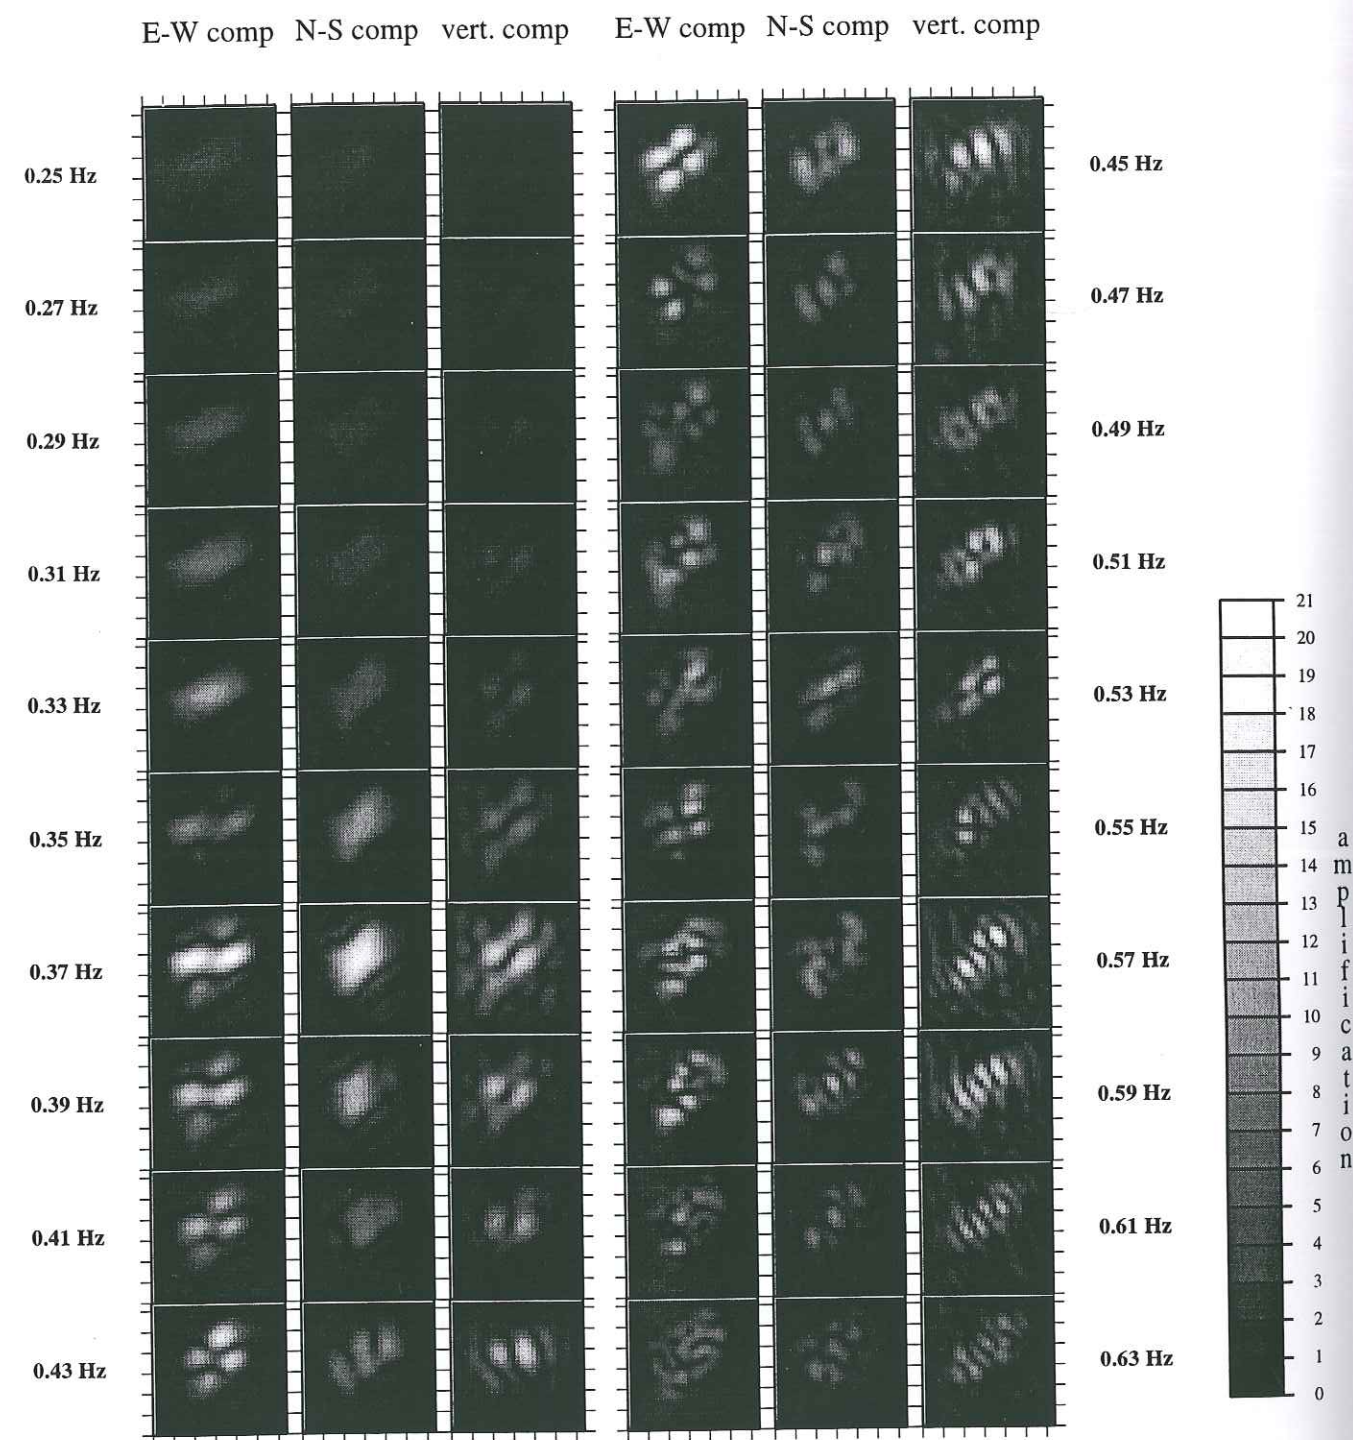 E-W comp N-S comp vert. comp E-W comp N-S comp vert. comp
0.25 Hz 0.45 Hz
0.27 Hz 0.47 Hz
0.29 Hz 0.49 Hz
0.31 Hz 0.51 Hz
0.33 Hz 0.53 Hz
0.35 Hz 0.55 Hz
0.37 Hz 0.57 Hz
0.39 Hz 0.59 Hz
0.41 Hz 0.61 Hz
0.43 Hz 0.63 Hz
21
20
19
18
17
16
15
14
13
12
11
10
9
8
7
6
5
4
3
2
1
0
amplification